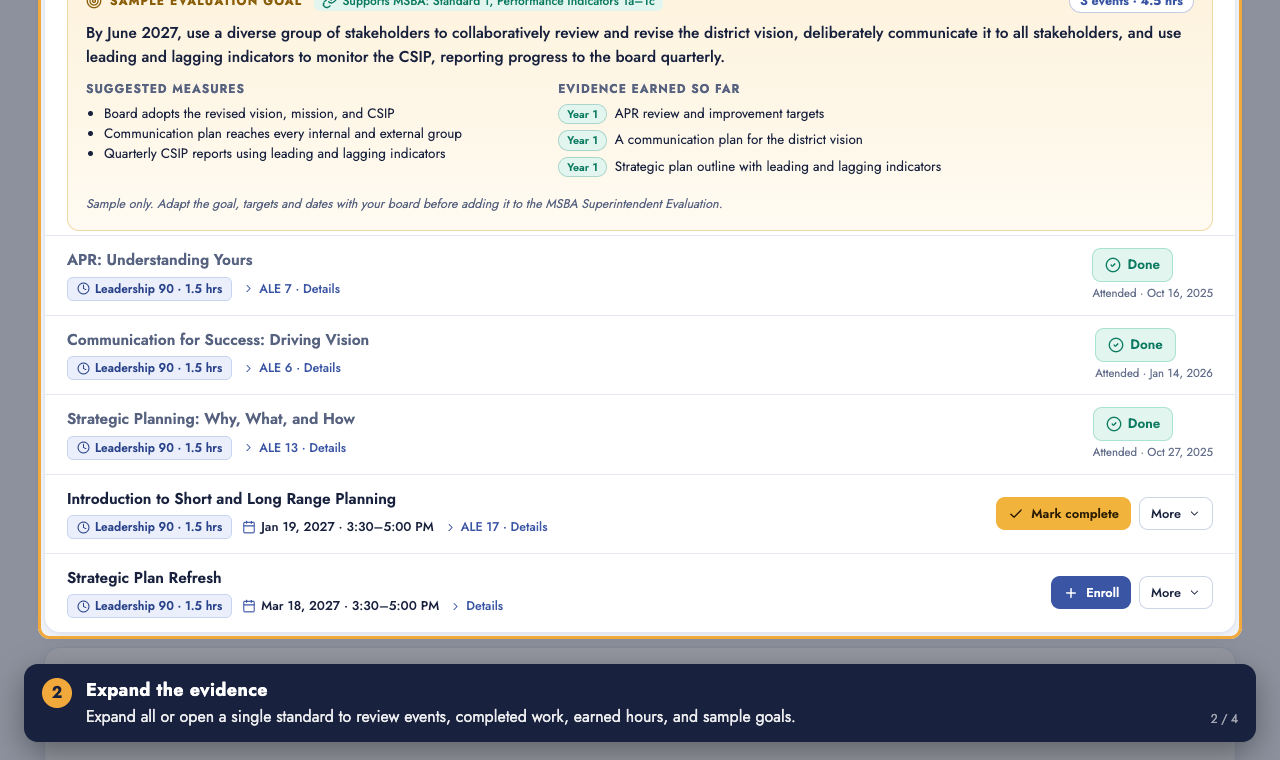 SAMPLE EVALUATION GOAL Supports MSBA: Standard 1, Performance Indicators 1a–1c 3 events · 4.5 hrs
By June 2027, use a diverse group of stakeholders to collaboratively review and revise the district vision, deliberately communicate it to all stakeholders, and use
leading and lagging indicators to monitor the CSIP, reporting progress to the board quarterly.
SUGGESTED MEASURES
• Board adopts the revised vision, mission, and CSIP
• Communication plan reaches every internal and external group
• Quarterly CSIP reports using leading and lagging indicators
EVIDENCE EARNED SO FAR
Year 1 APR review and improvement targets
Year 1 A communication plan for the district vision
Year 1 Strategic plan outline with leading and lagging indicators
Sample only. Adapt the goal, targets and dates with your board before adding it to the MSBA Superintendent Evaluation.
APR: Understanding Yours
Leadership 90 · 1.5 hrs ALE 7 · Details
Done
Attended · Oct 16, 2025
Communication for Success: Driving Vision
Leadership 90 · 1.5 hrs ALE 6 · Details
Done
Attended · Jan 14, 2026
Strategic Planning: Why, What, and How
Leadership 90 · 1.5 hrs ALE 13 · Details
Done
Attended · Oct 27, 2025
Introduction to Short and Long Range Planning
Leadership 90 · 1.5 hrs Jan 19, 2027 · 3:30–5:00 PM ALE 17 · Details
Mark complete More
Strategic Plan Refresh
Leadership 90 · 1.5 hrs Mar 18, 2027 · 3:30–5:00 PM Details
Enroll More
2 Expand the evidence
Expand all or open a single standard to review events, completed work, earned hours, and sample goals.
2 / 4